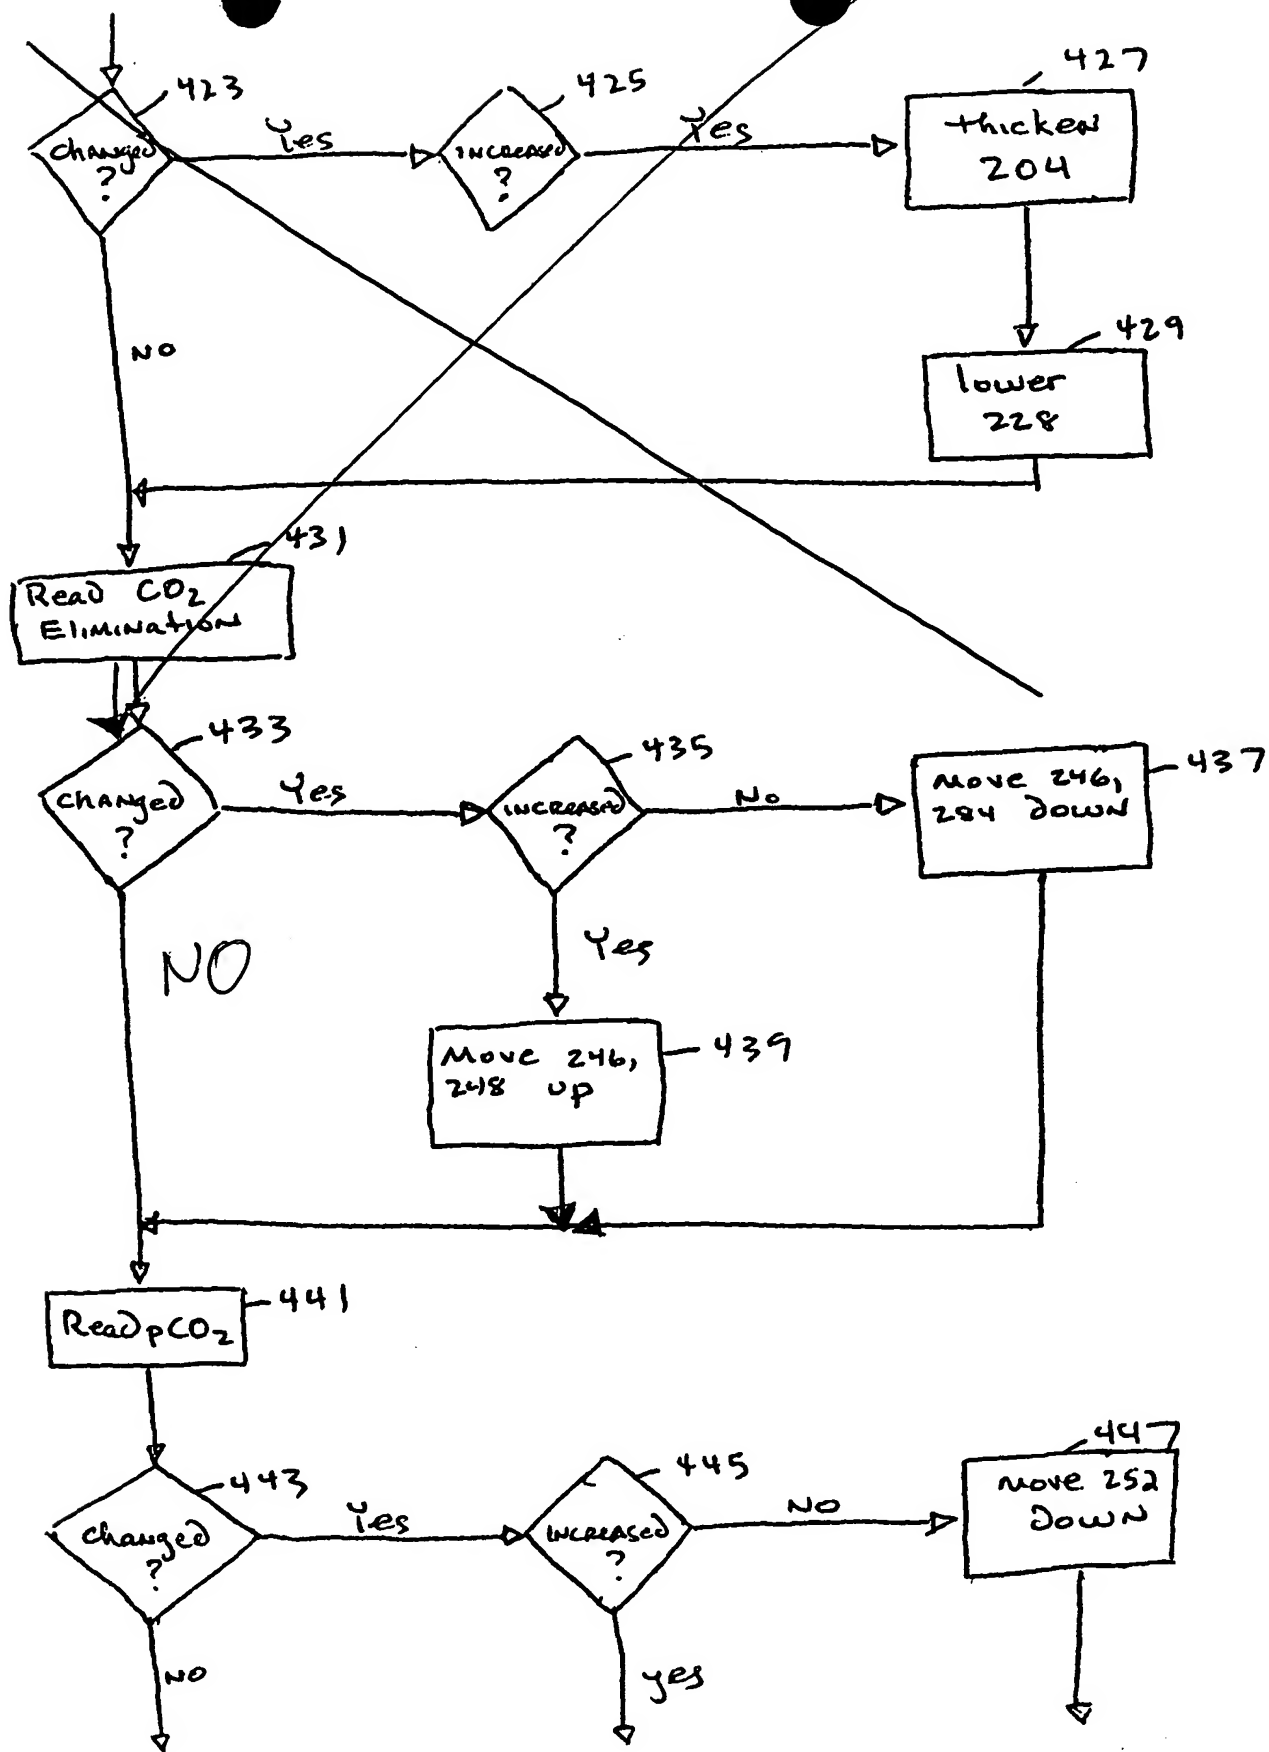 423
425
427
Changed
?
Yes
INCREASED
?
Yes
thicken
204
NO
429
lower
228
431
Read CO2
Elimination
433
435
437
Changed
?
Yes
INCREASED
?
No
Move 246,
284 DOWN
NO
Yes
Move 246,
248 up
439
441
Read pCO2
443
445
447
Changed
?
Yes
INCREASED
?
NO
Move 252
DOWN
NO
yes